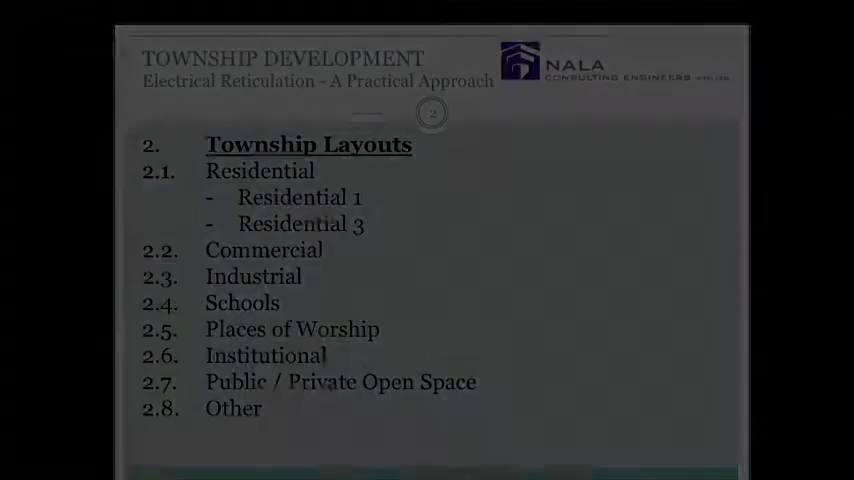 TOWNSHIP DEVELOPMENT
Electrical Reticulation – A Practical Approach
NALA
CONSULTING ENGINEERS (PTY) LTD
2
2. Township Layouts
2.1. Residential
- Residential 1
- Residential 3
2.2. Commercial
2.3. Industrial
2.4. Schools
2.5. Places of Worship
2.6. Institutional
2.7. Public / Private Open Space
2.8. Other